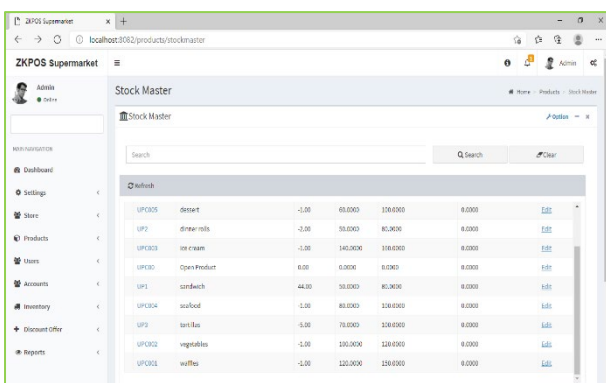 ZKPOS Supermarket
localhost:8082/products/stockmaster
ZKPOS Supermarket
Admin
Admin
Online
Stock Master
Home Products Stock Master
Stock Master
Option
MAIN NAVIGATION
Search Search Clear
Dashboard
Refresh
Settings
Store
Products
Users
Accounts
Inventory
Discount Offer
Reports
UPC005 dessert -1.00 60.0000 100.0000 0.0000 Edit
UP2 dinner rolls -2.00 50.0000 80.0000 0.0000 Edit
UPC003 ice cream -1.00 140.0000 0.0000 Edit
UPC00 Open Product 0.00 0.0000 0.0000 0.0000 Edit
UP1 sandwich 44.00 50.0000 80.0000 0.0000 Edit
UPC004 seafood -1.00 80.0000 100.0000 0.0000 Edit
UP3 tortillas -5.00 70.0000 100.0000 0.0000 Edit
UPC002 vegetables -1.00 100.0000 120.0000 0.0000 Edit
UPC001 waffles -1.00 120.0000 150.0000 0.0000 Edit